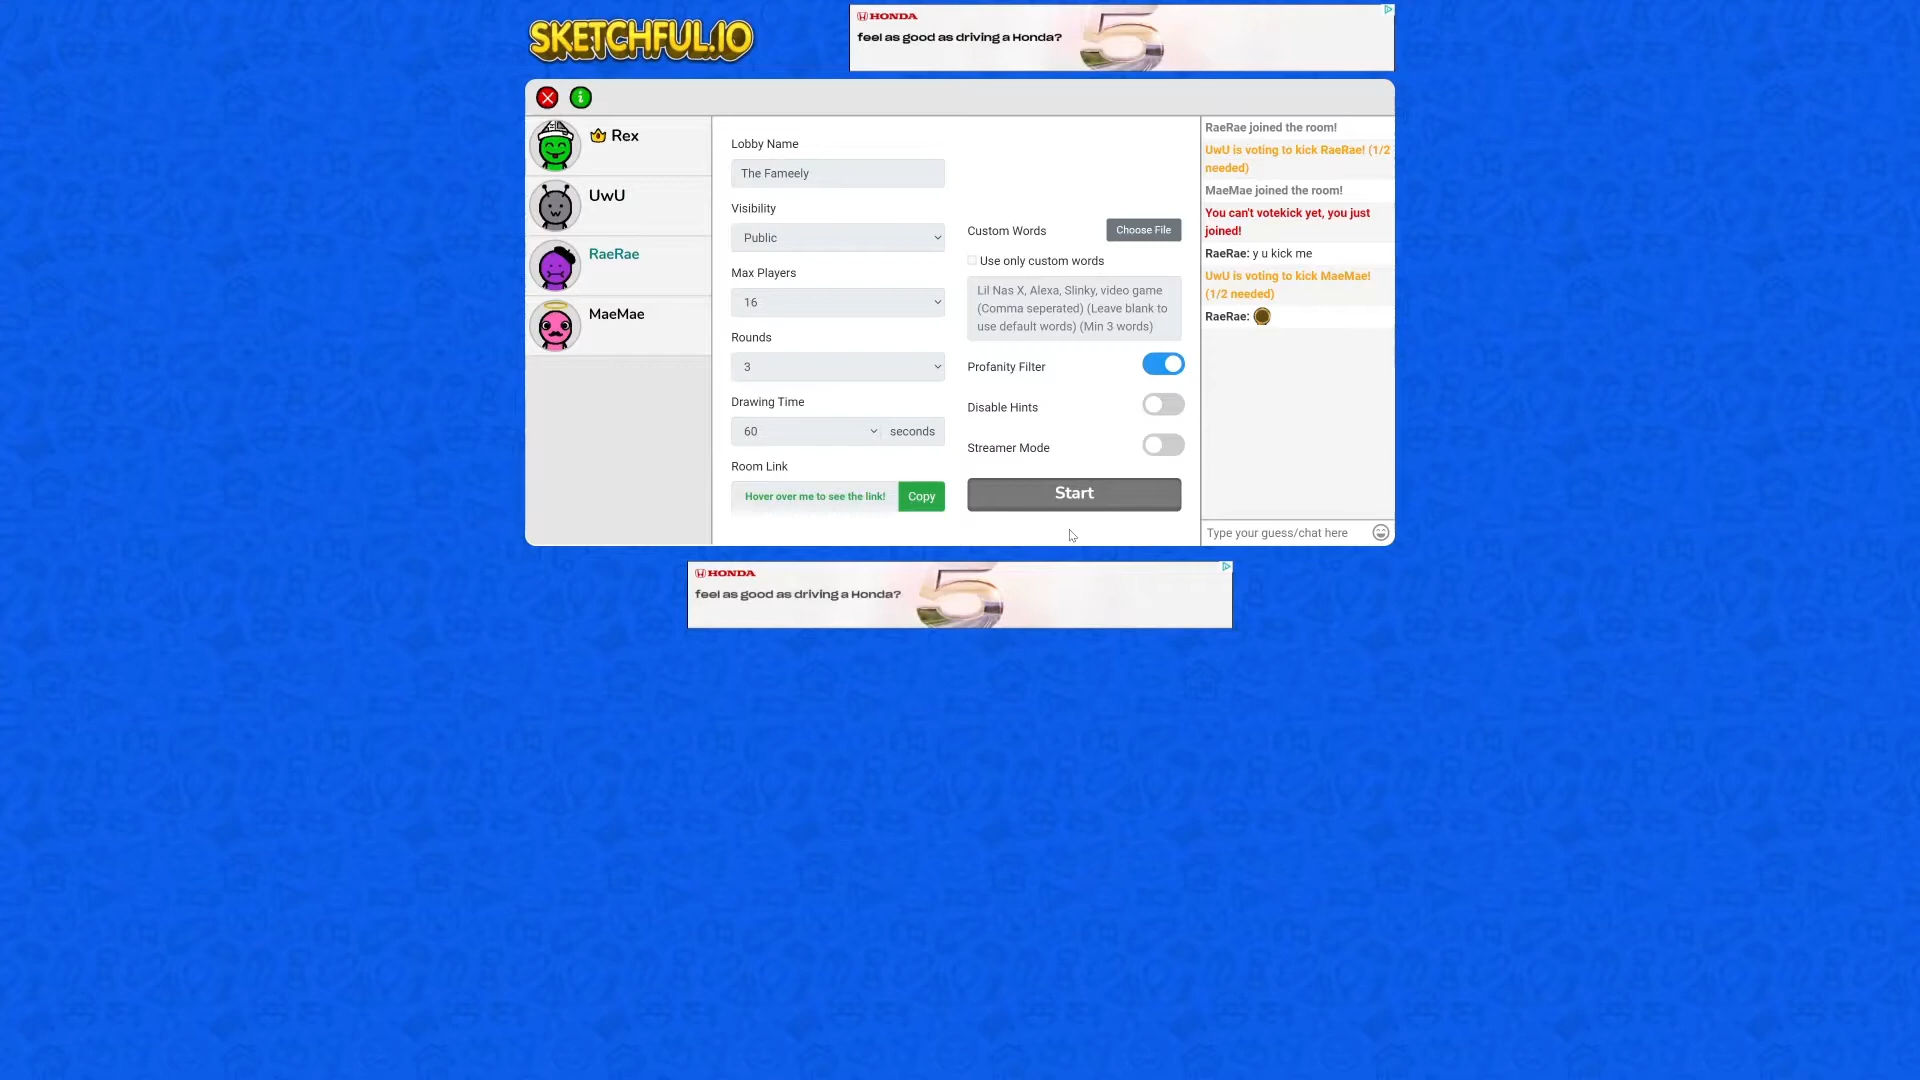 SKETCHFUL.IO
HONDA
feel as good as driving a Honda?
5
Rex
UwU
RaeRae
MaeMae
Lobby Name
The Fameely
Visibility
Public
Max Players
16
Rounds
3
Drawing Time
60 seconds
Room Link
Hover over me to see the link! Copy
Custom Words Choose File
Use only custom words
Lil Nas X, Alexa, Slinky, video game
(Comma seperated) (Leave blank to
use default words) (Min 3 words)
Profanity Filter
Disable Hints
Streamer Mode
Start
RaeRae joined the room!
UwU is voting to kick RaeRae! (1/2
needed)
MaeMae joined the room!
You can't votekick yet, you just
joined!
RaeRae: y u kick me
UwU is voting to kick MaeMae!
(1/2 needed)
RaeRae:
Type your guess/chat here
HONDA
feel as good as driving a Honda?
5